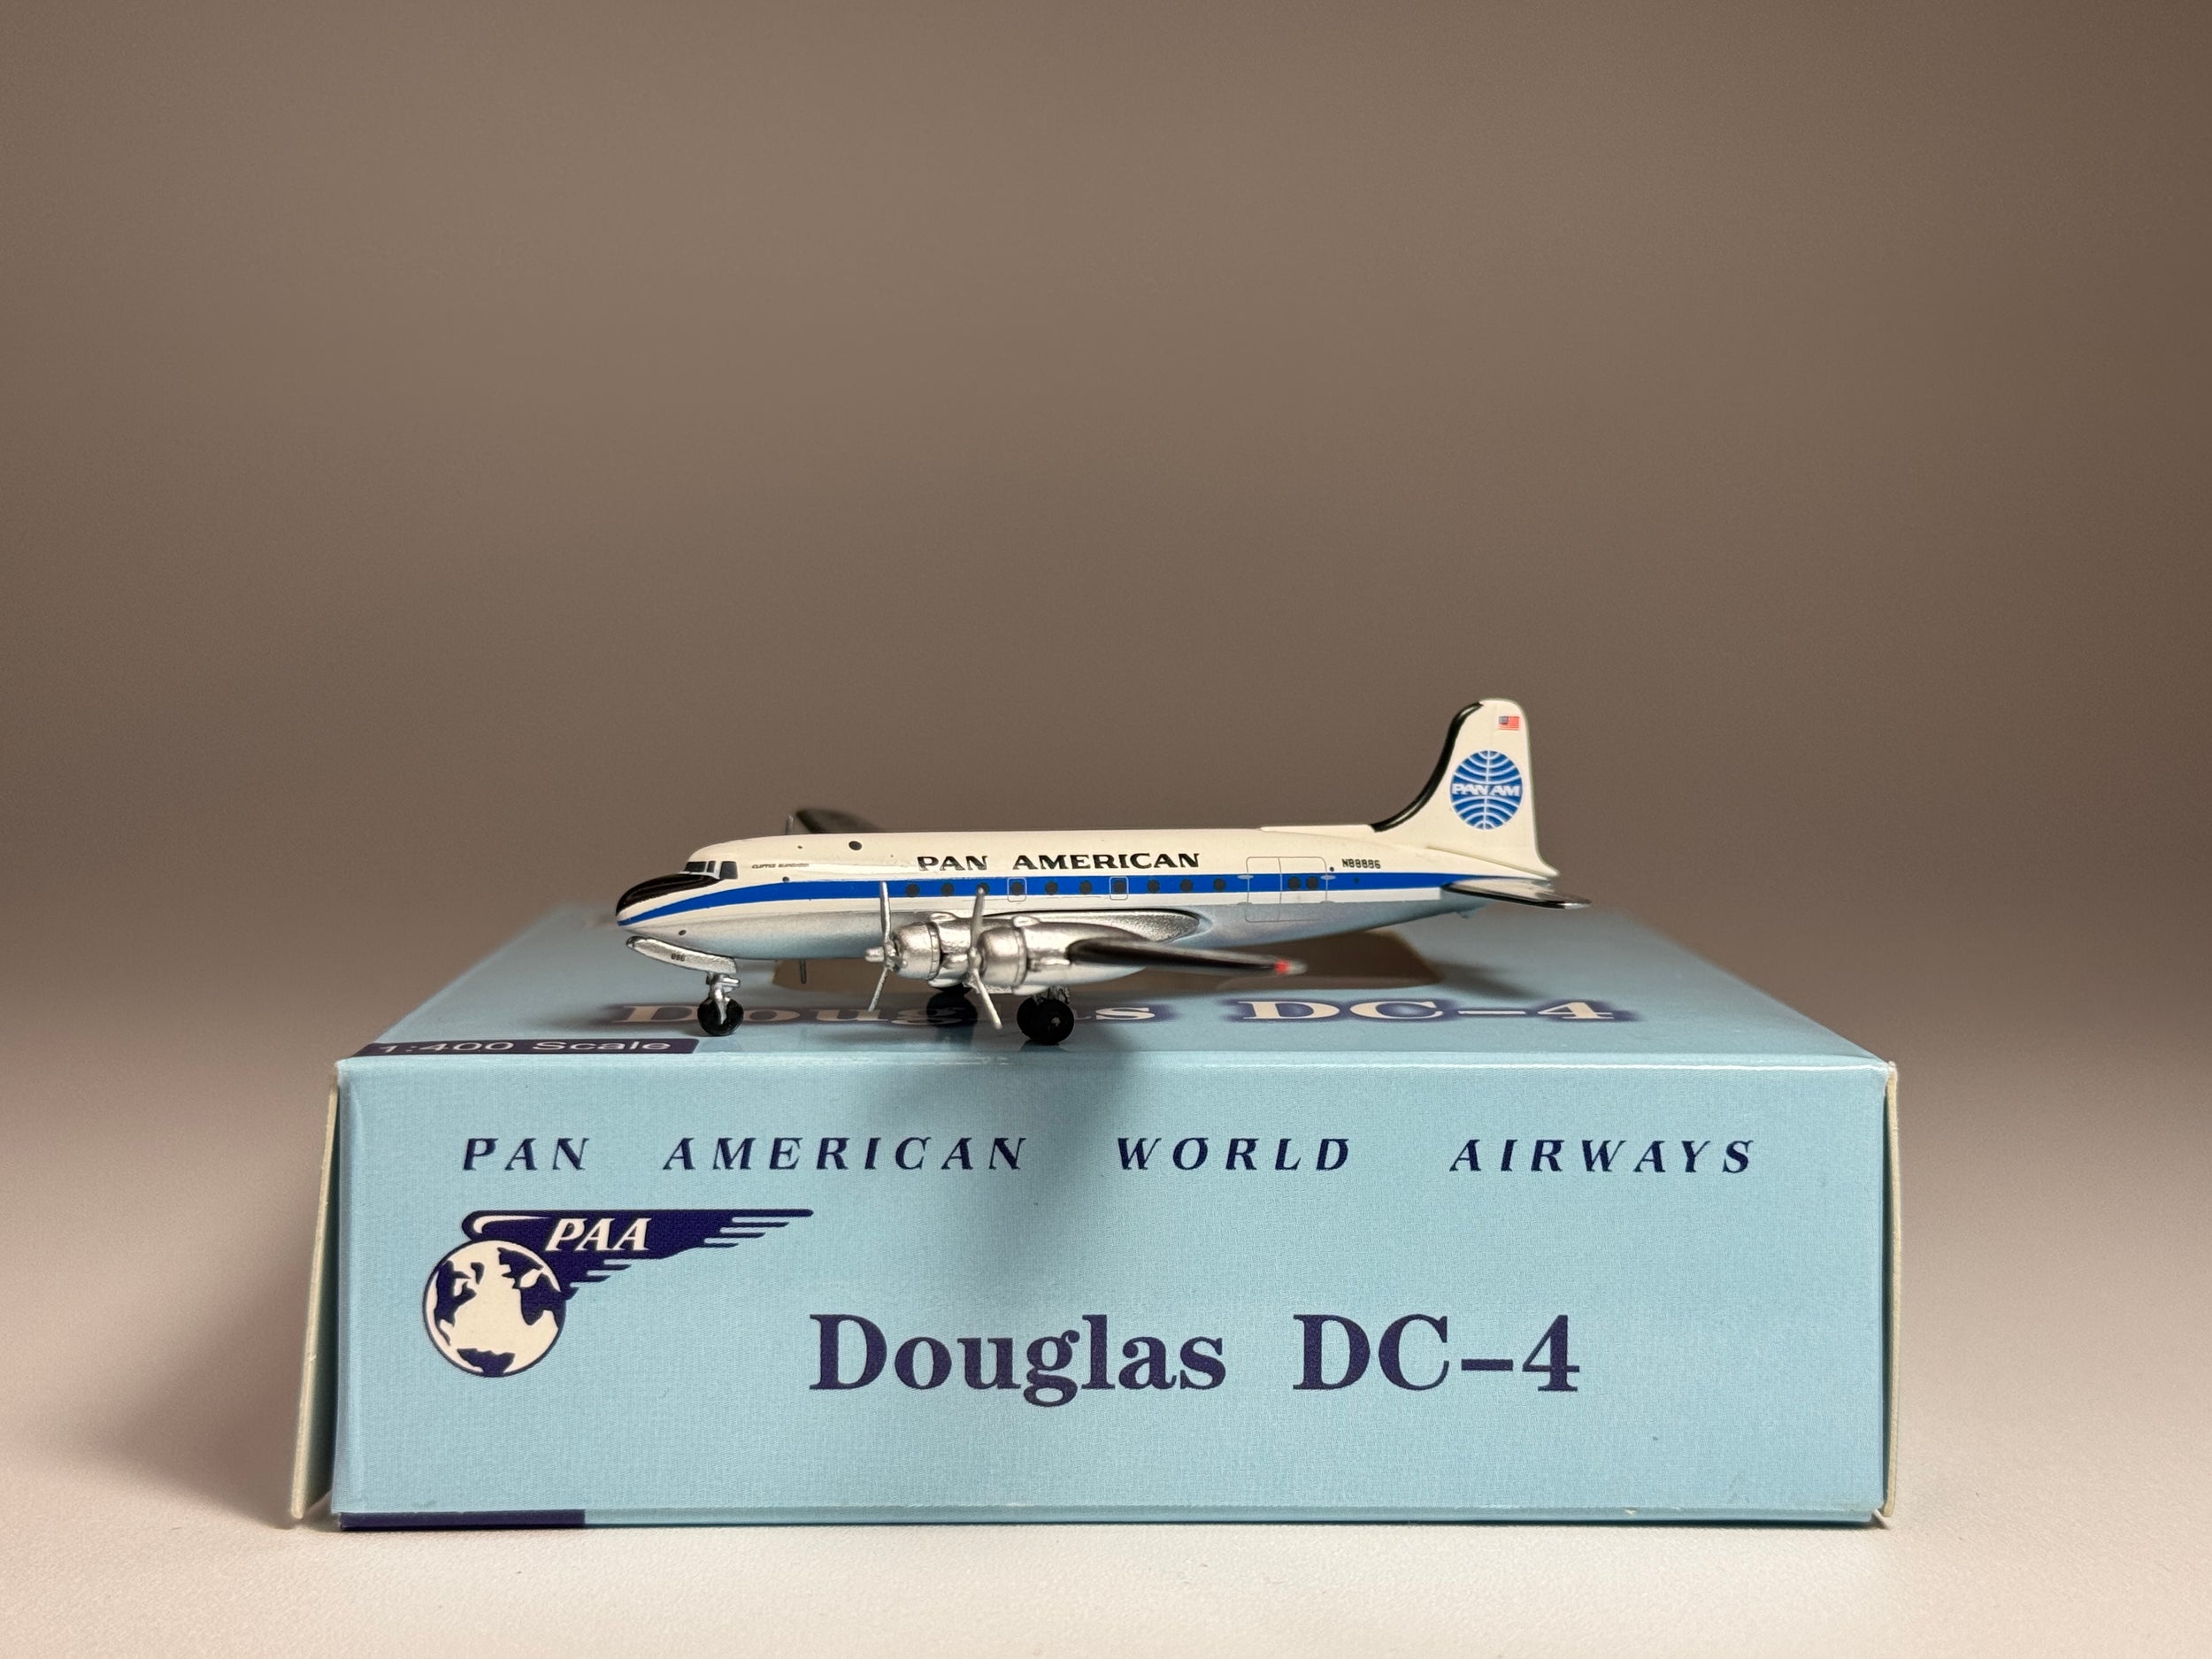 PAN AM
PAN AMERICAN
N88886
886
Douglas DC-4
1:400 Scale
PAN AMERICAN WORLD AIRWAYS
PAA
Douglas DC-4